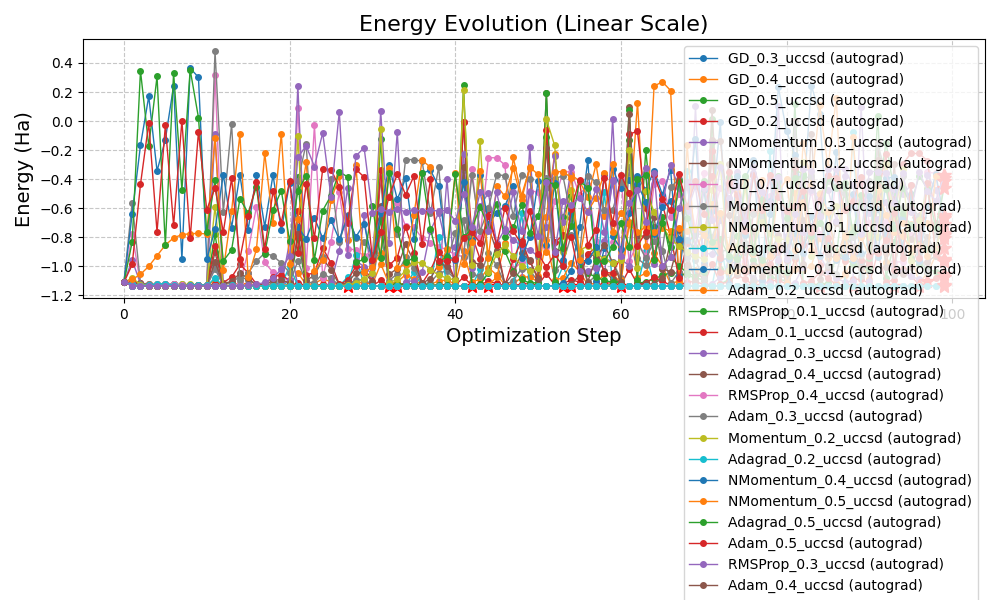 Energy Evolution (Linear Scale)
Energy (Ha)
0.4
0.2
0.0
−0.2
−0.4
−0.6
−0.8
−1.0
−1.2
0
20
40
60
100
Optimization Step
GD_0.3_uccsd (autograd)
GD_0.4_uccsd (autograd)
GD_0.5_uccsd (autograd)
GD_0.2_uccsd (autograd)
NMomentum_0.3_uccsd (autograd)
NMomentum_0.2_uccsd (autograd)
GD_0.1_uccsd (autograd)
Momentum_0.3_uccsd (autograd)
NMomentum_0.1_uccsd (autograd)
Adagrad_0.1_uccsd (autograd)
Momentum_0.1_uccsd (autograd)
Adam_0.2_uccsd (autograd)
RMSProp_0.1_uccsd (autograd)
Adam_0.1_uccsd (autograd)
Adagrad_0.3_uccsd (autograd)
Adagrad_0.4_uccsd (autograd)
RMSProp_0.4_uccsd (autograd)
Adam_0.3_uccsd (autograd)
Momentum_0.2_uccsd (autograd)
Adagrad_0.2_uccsd (autograd)
NMomentum_0.4_uccsd (autograd)
NMomentum_0.5_uccsd (autograd)
Adagrad_0.5_uccsd (autograd)
Adam_0.5_uccsd (autograd)
RMSProp_0.3_uccsd (autograd)
Adam_0.4_uccsd (autograd)